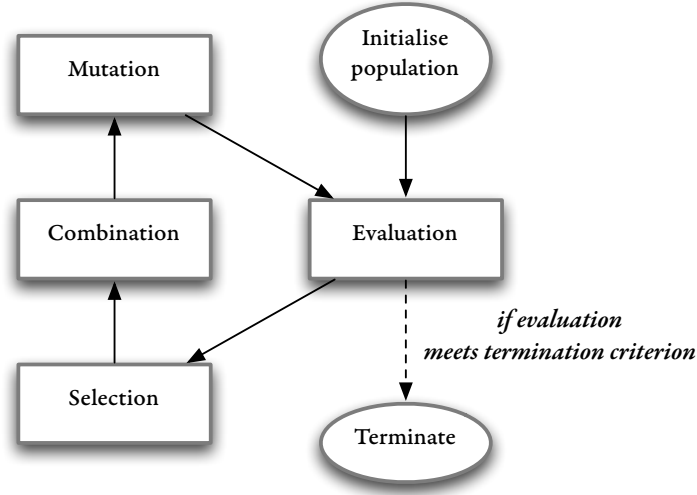 Mutation
Initialise
population
Combination
Evaluation
if evaluation
meets termination criterion
Selection
Terminate